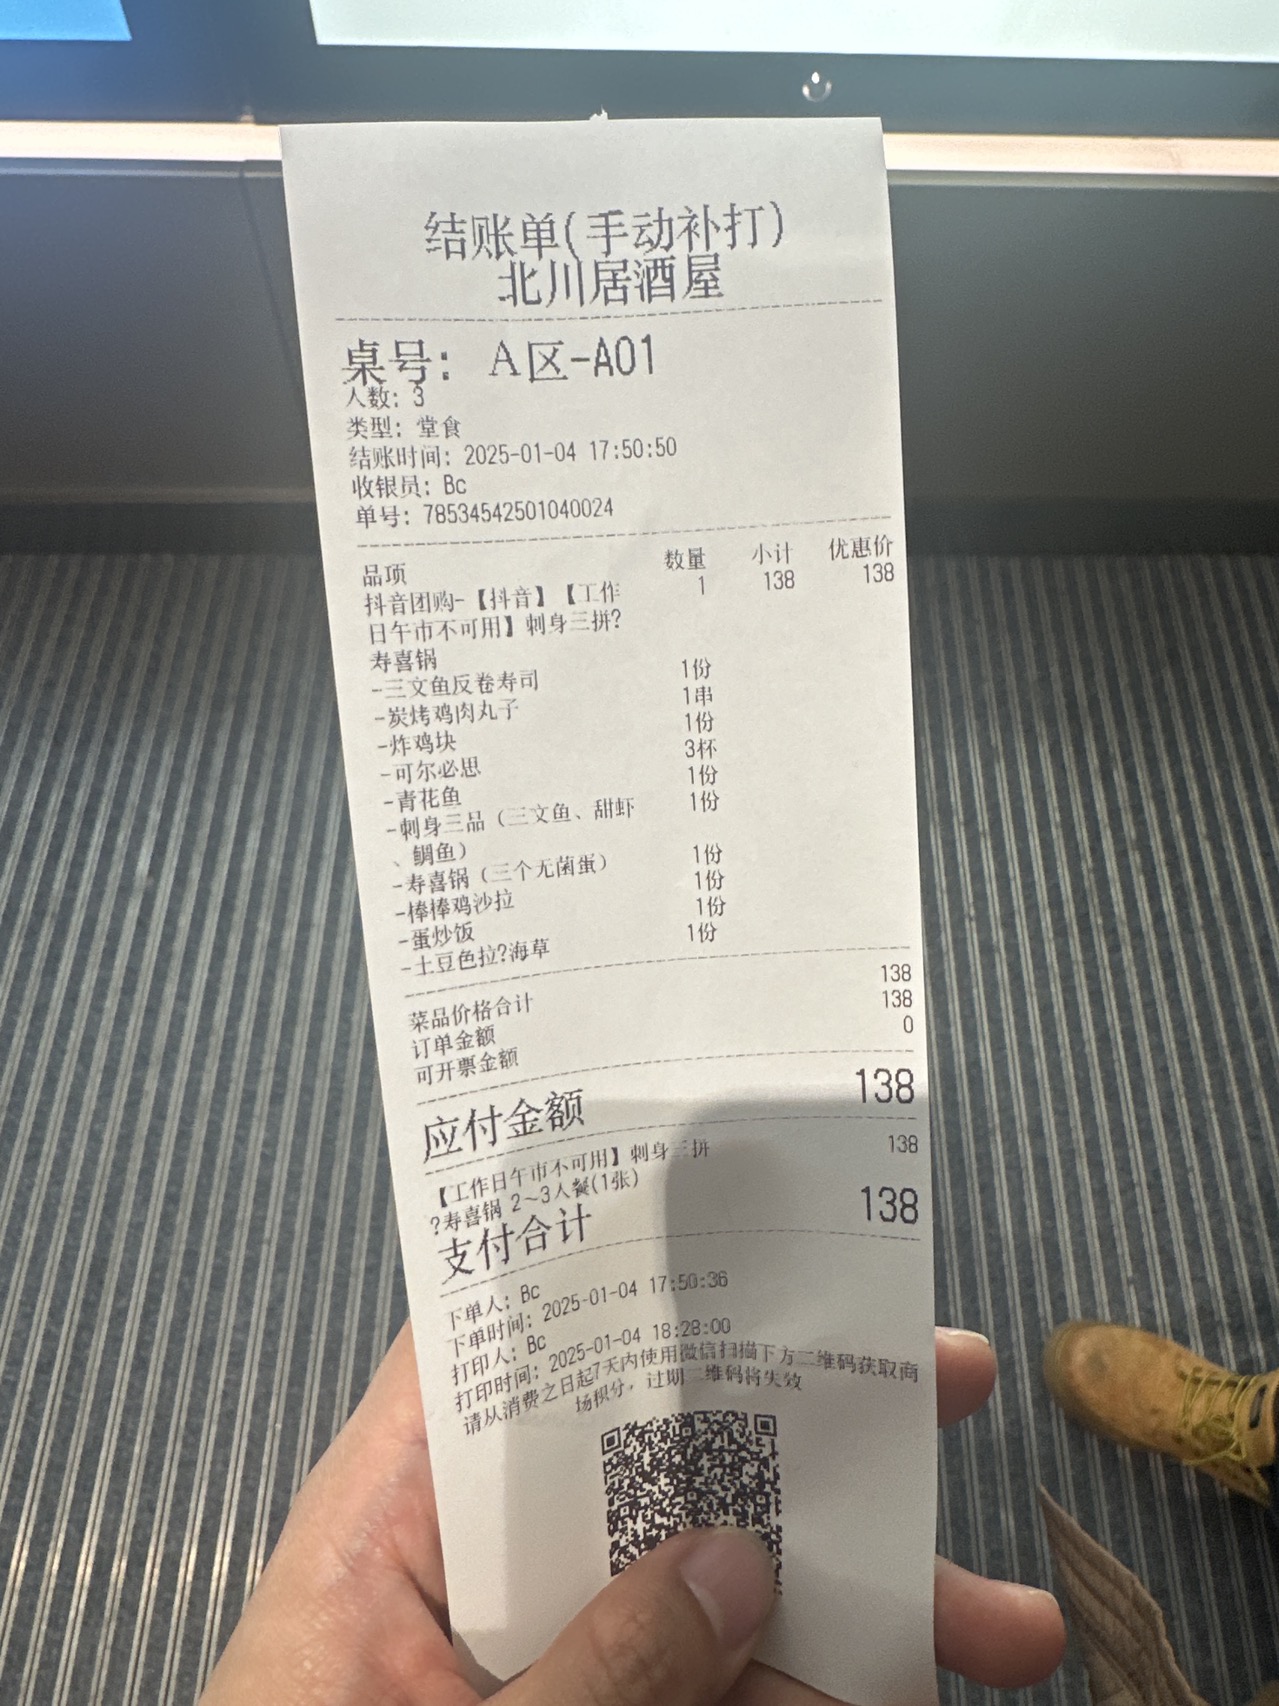 结账单(手动补打)
北川居酒屋
桌号: A区-A01
人数: 3
类型: 堂食
结账时间: 2025-01-04 17:50:50
收银员: Bc
单号: 78534542501040024
品项 数量 小计 优惠价
抖音团购-【抖音】【工作 1 138 138
日午市不可用】刺身三拼?
寿喜锅
-三文鱼反卷寿司 1份
-炭烤鸡肉丸子 1串
-炸鸡块 1份
-可尔必思 3杯
-青花鱼 1份
-刺身三品（三文鱼、甜虾 1份
、鲷鱼）
-寿喜锅（三个无菌蛋） 1份
-棒棒鸡沙拉 1份
-蛋炒饭 1份
-土豆色拉?海草 1份
菜品价格合计 138
订单金额 138
可开票金额 0
应付金额 138
【工作日午市不可用】刺身三拼 138
?寿喜锅 2~3人餐(1张)
支付合计 138
下单人: Bc
下单时间: 2025-01-04 17:50:36
打印人: Bc
打印时间: 2025-01-04 18:28:00
请从消费之日起7天内使用微信扫描下方二维码获取商
场积分，过期二维码将失效